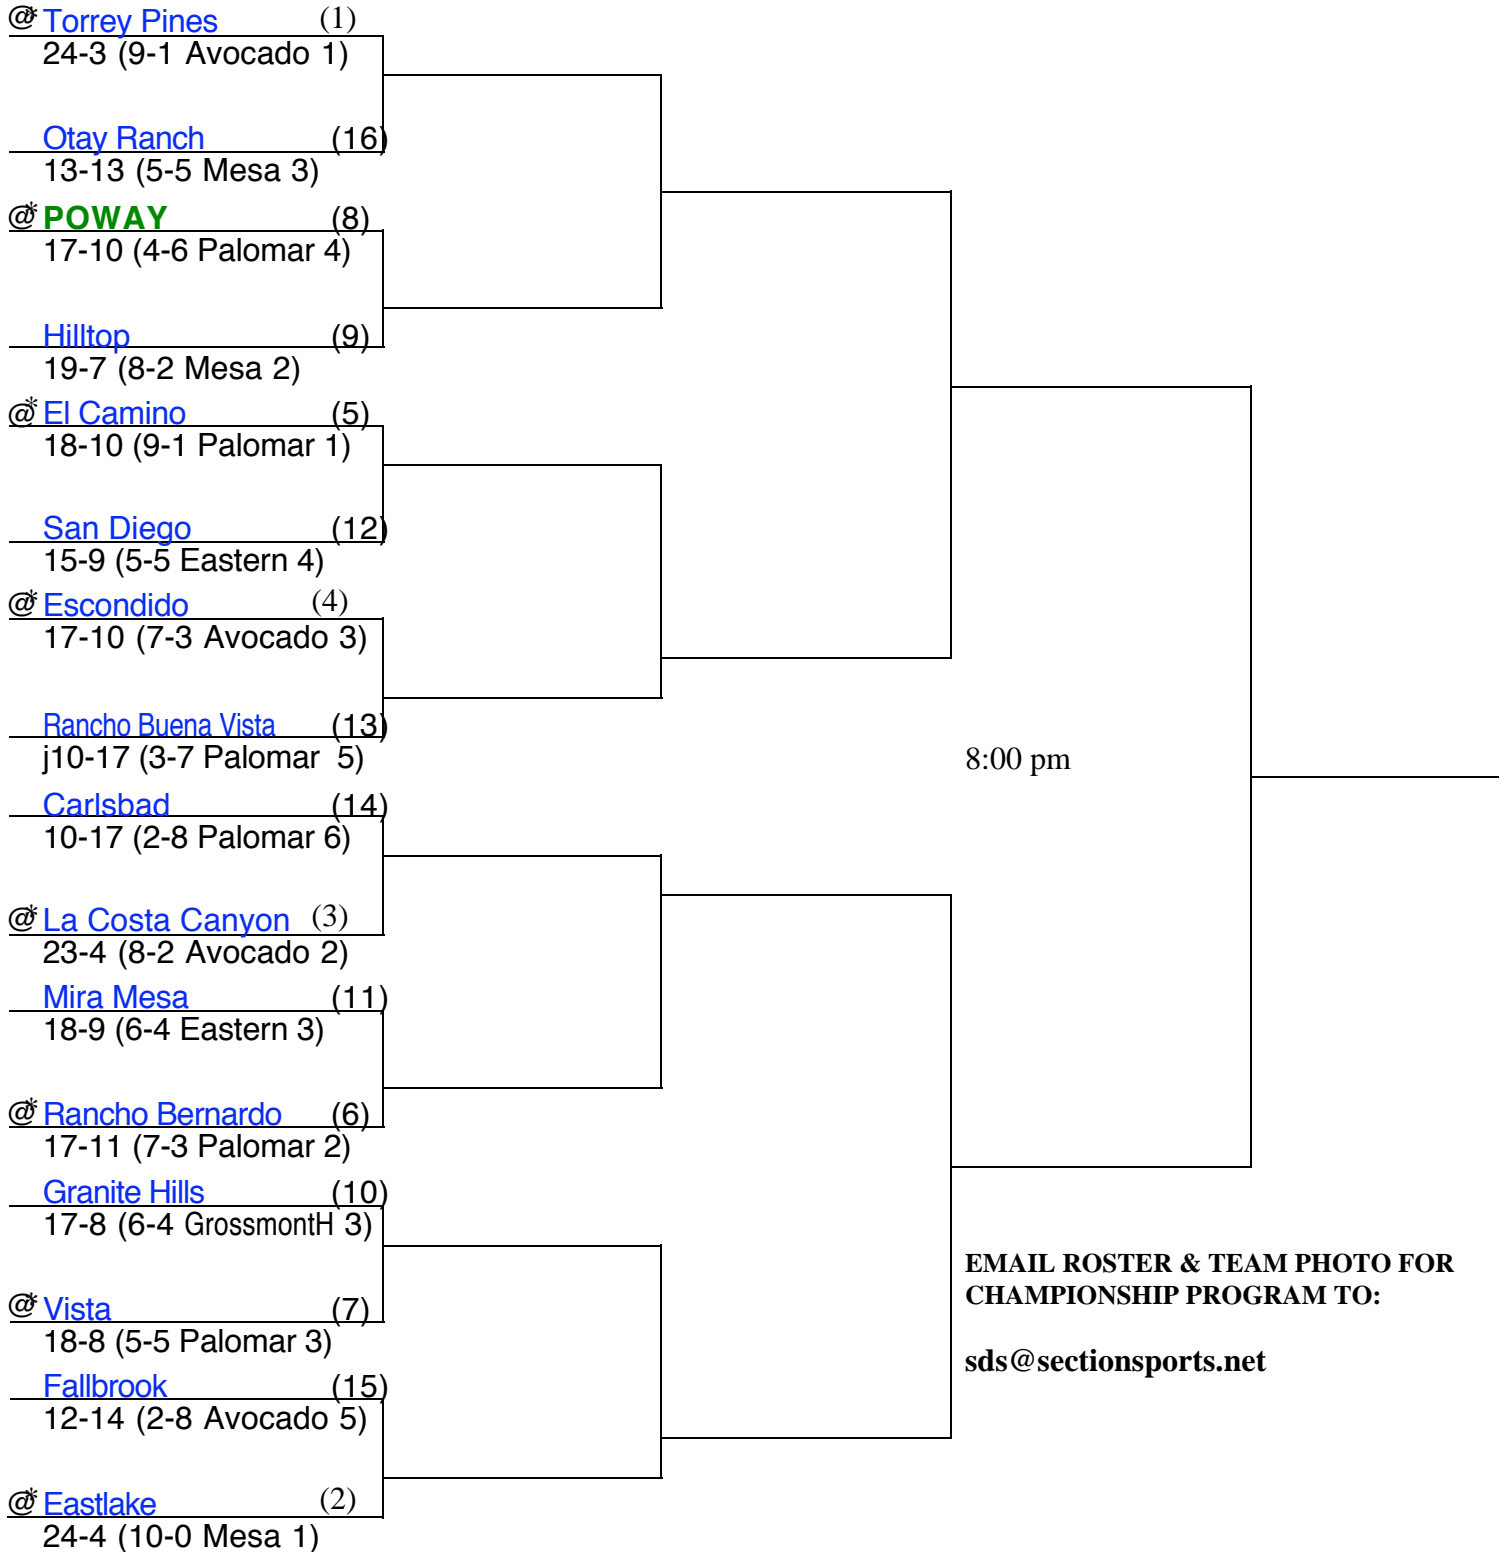 @* Torrey Pines (1)
24-3 (9-1 Avocado 1)
Otay Ranch (16)
13-13 (5-5 Mesa 3)
@* POWAY (8)
17-10 (4-6 Palomar 4)
Hilltop (9)
19-7 (8-2 Mesa 2)
@* El Camino (5)
18-10 (9-1 Palomar 1)
San Diego (12)
15-9 (5-5 Eastern 4)
@* Escondido (4)
17-10 (7-3 Avocado 3)
Rancho Buena Vista (13)
j10-17 (3-7 Palomar 5)
8:00 pm
Carlsbad (14)
10-17 (2-8 Palomar 6)
@* La Costa Canyon (3)
23-4 (8-2 Avocado 2)
Mira Mesa (11)
18-9 (6-4 Eastern 3)
@* Rancho Bernardo (6)
17-11 (7-3 Palomar 2)
Granite Hills (10)
17-8 (6-4 GrossmontH 3)
@* Vista (7)
18-8 (5-5 Palomar 3)
Fallbrook (15)
12-14 (2-8 Avocado 5)
@* Eastlake (2)
24-4 (10-0 Mesa 1)
EMAIL ROSTER & TEAM PHOTO FOR
CHAMPIONSHIP PROGRAM TO:
sds@sectionsports.net